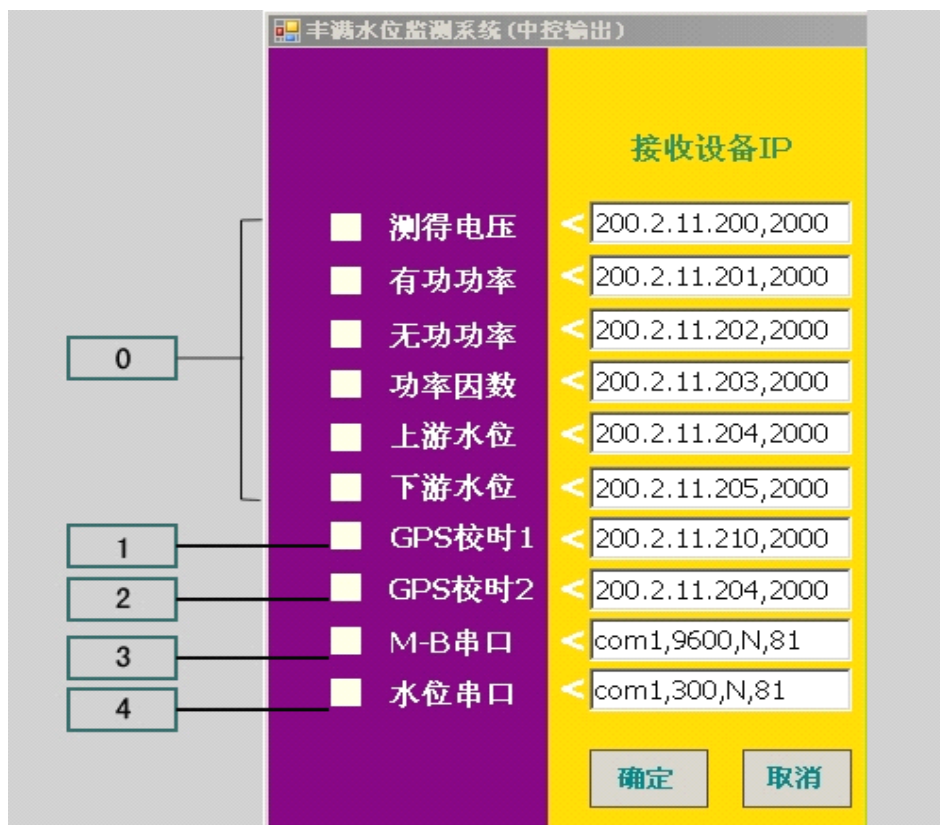 丰满水位监测系统(中控输出)
接收设备IP
测得电压 < 200.2.11.200,2000
有功功率 < 200.2.11.201,2000
0
无功功率 < 200.2.11.202,2000
功率因数 < 200.2.11.203,2000
上游水位 < 200.2.11.204,2000
下游水位 < 200.2.11.205,2000
1 GPS校时1 < 200.2.11.210,2000
2 GPS校时2 < 200.2.11.204,2000
3 M-B串口 < com1,9600,N,81
4 水位串口 < com1,300,N,81
确定 取消